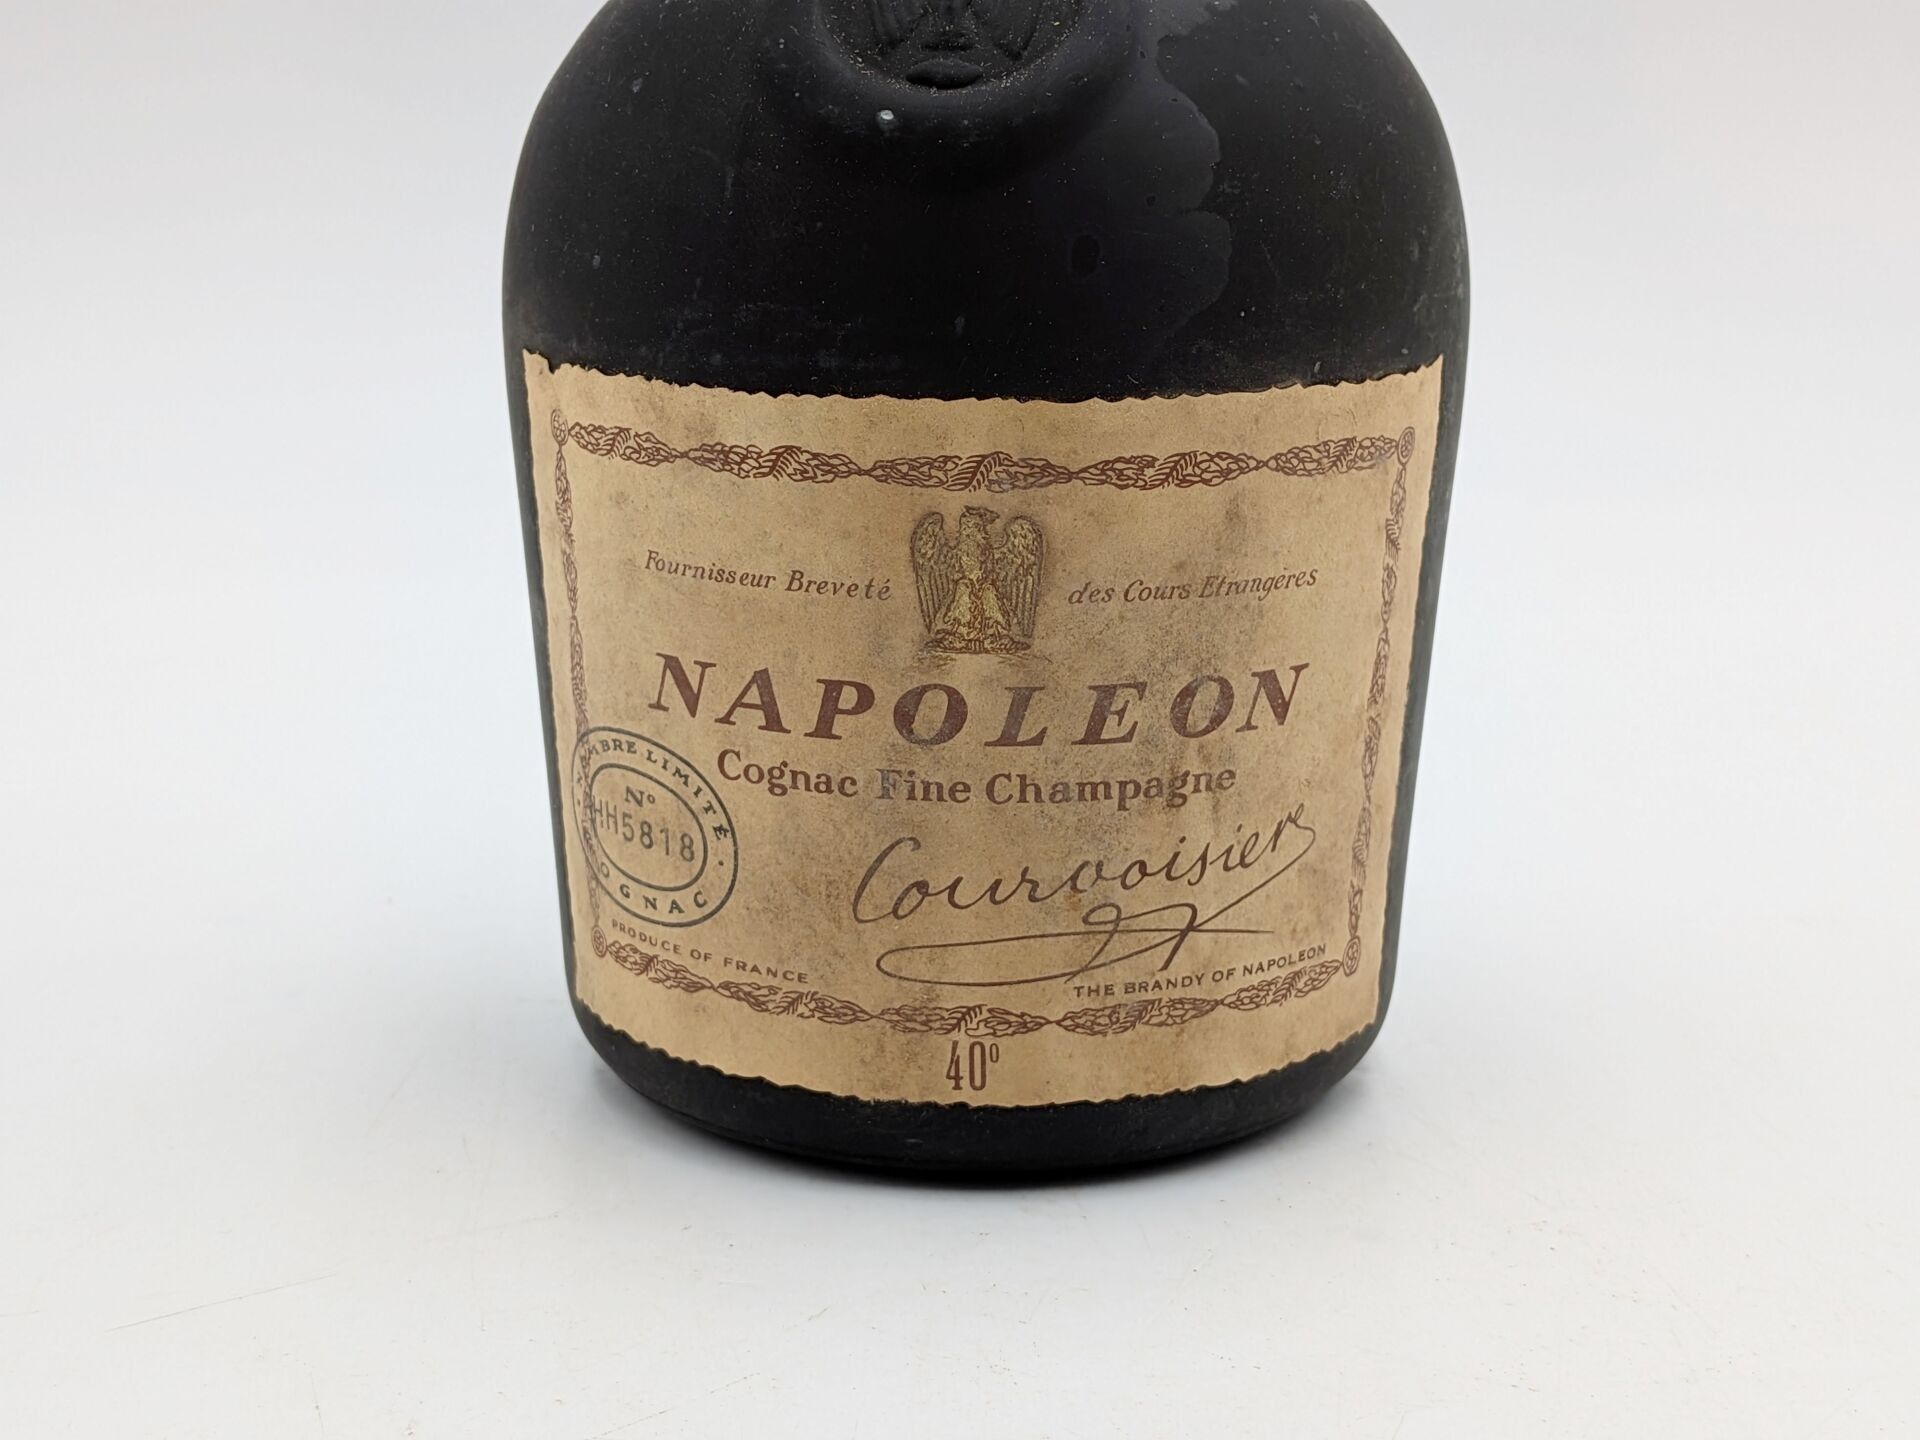 Fournisseur Breveté des Cours Etrangères
NAPOLEON
Cognac Fine Champagne
NOMBRE LIMITÉ
Nº
HH5818
COGNAC
Courvoisier
PRODUCE OF FRANCE
THE BRANDY OF NAPOLEON
40º